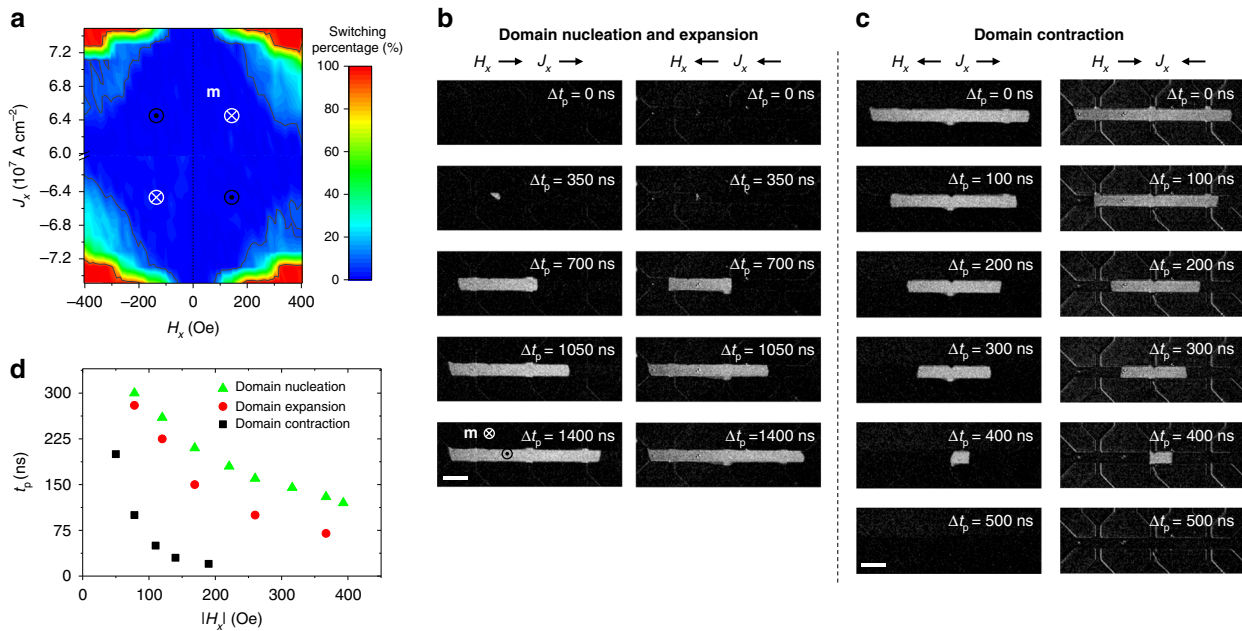 a
Switching
percentage (%)
100
80
60
40
20
0
7.2
6.4
6.0
–6.4
–6.8
–7.2
J_x (10^7 A cm^−2)
m
–400
–200
0
200
400
H_x (Oe)
b
Domain nucleation and expansion
H_x J_x
H_x J_x
Δt_p = 0 ns
Δt_p = 0 ns
Δt_p = 350 ns
Δt_p = 350 ns
Δt_p = 700 ns
Δt_p = 700 ns
Δt_p = 1050 ns
Δt_p = 1050 ns
Δt_p = 1400 ns
Δt_p =1400 ns
m
c
Domain contraction
H_x J_x
H_x J_x
Δt_p = 0 ns
Δt_p = 0 ns
Δt_p = 100 ns
Δt_p = 100 ns
Δt_p = 200 ns
Δt_p = 200 ns
Δt_p = 300 ns
Δt_p = 300 ns
Δt_p = 400 ns
Δt_p = 400 ns
Δt_p = 500 ns
Δt_p = 500 ns
d
Domain nucleation
Domain expansion
Domain contraction
300
225
150
75
0
t_p (ns)
0
100
200
300
400
|H_x| (Oe)